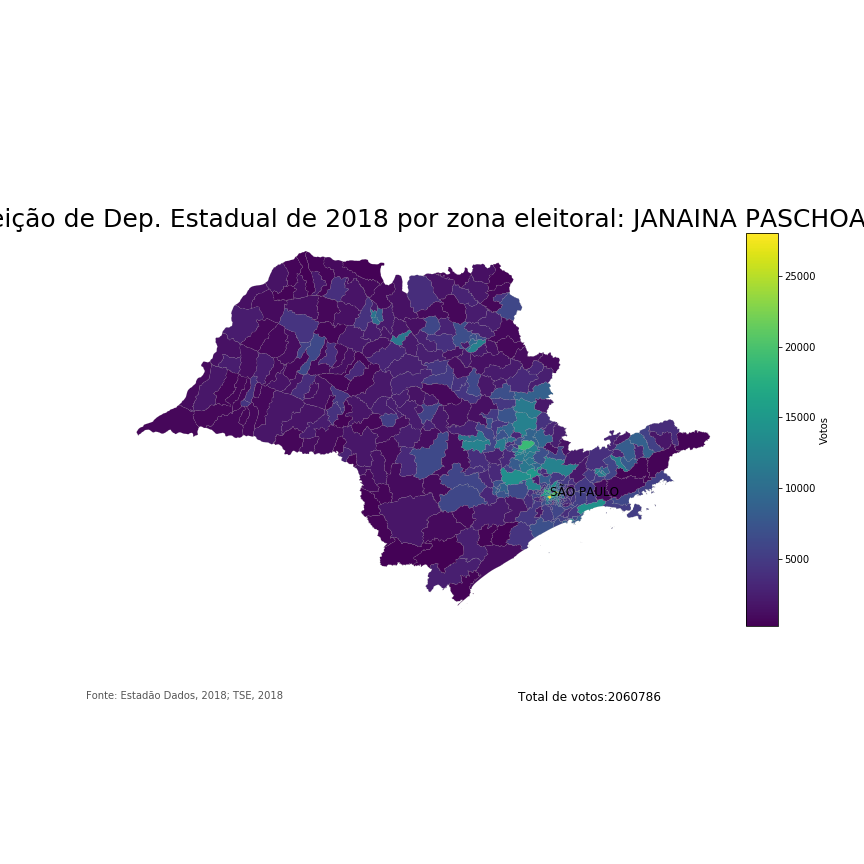 eição de Dep. Estadual de 2018 por zona eleitoral: JANAINA PASCHOA
25000
20000
15000
10000
5000
Votos
SÃO PAULO
Fonte: Estadão Dados, 2018; TSE, 2018
Total de votos:2060786